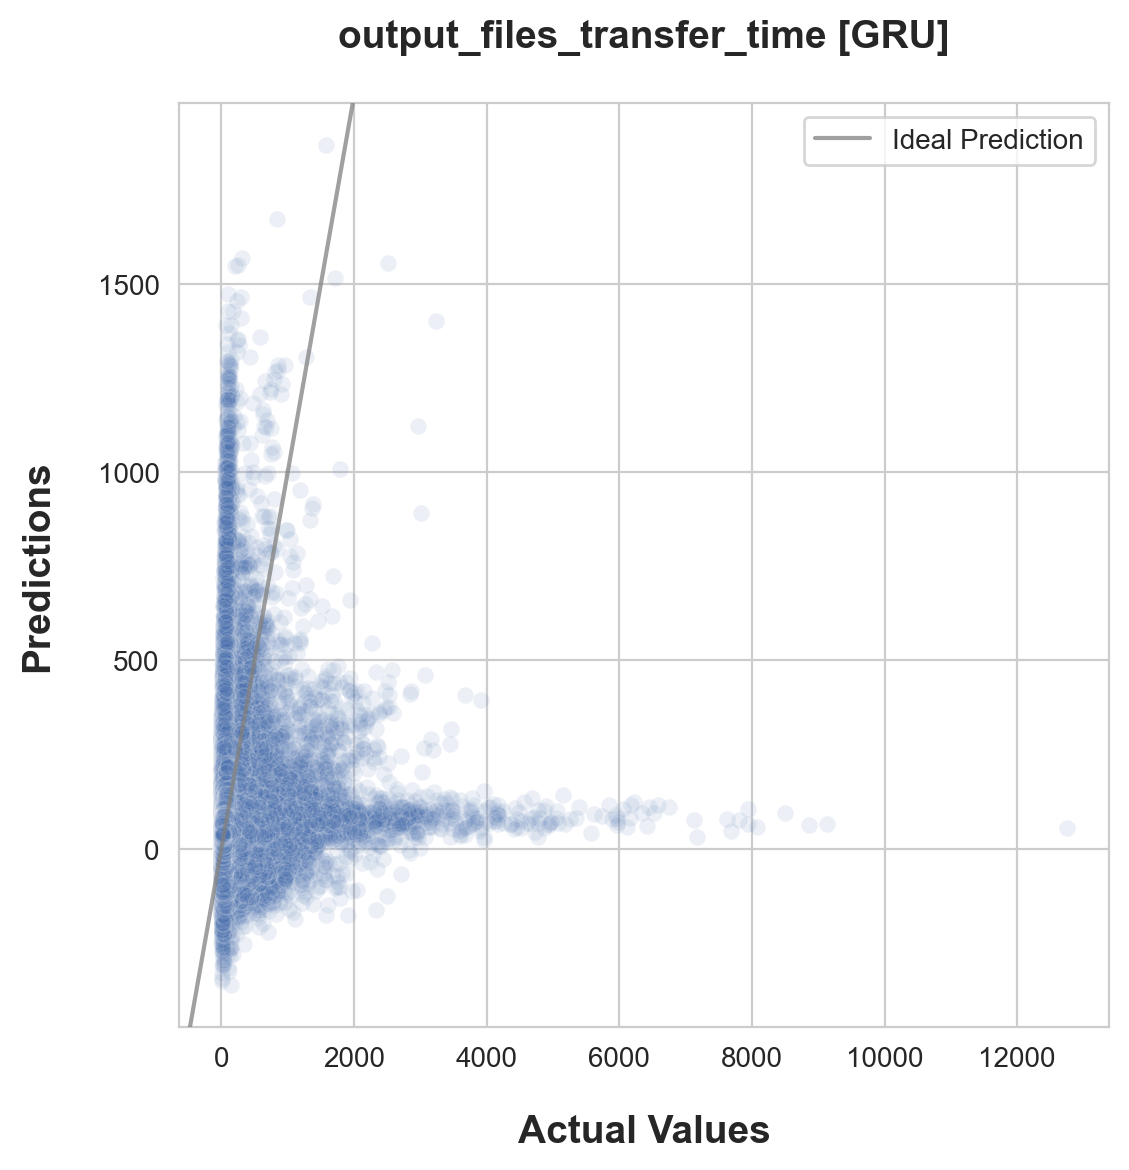 output_files_transfer_time [GRU]
Ideal Prediction
1500
1000
500
0
Predictions
0 2000 4000 6000 8000 10000 12000
Actual Values